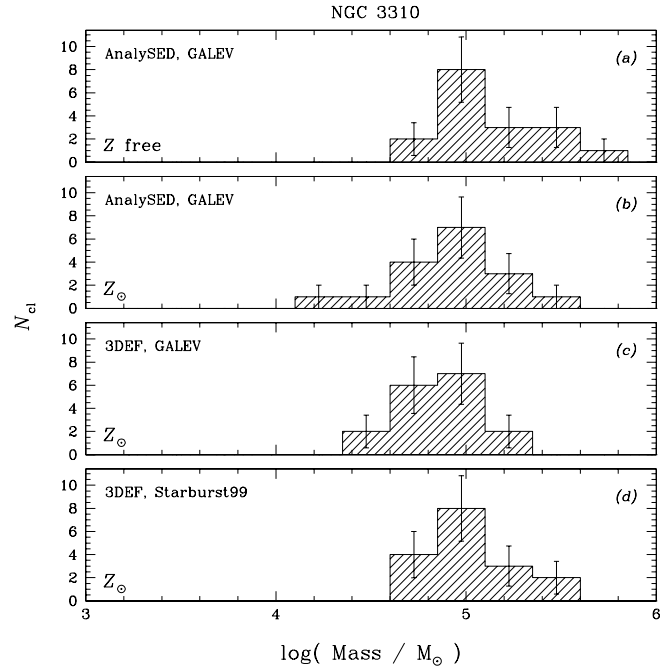 NGC 3310
AnalySED, GALEV
(a)
Z free
10
8
6
4
2
0
AnalySED, GALEV
(b)
Z⊙
10
8
6
4
2
0
N_cl
3DEF, GALEV
(c)
Z⊙
10
8
6
4
2
0
3DEF, Starburst99
(d)
Z⊙
10
8
6
4
2
0
3 4 5 6
log( Mass / M⊙ )